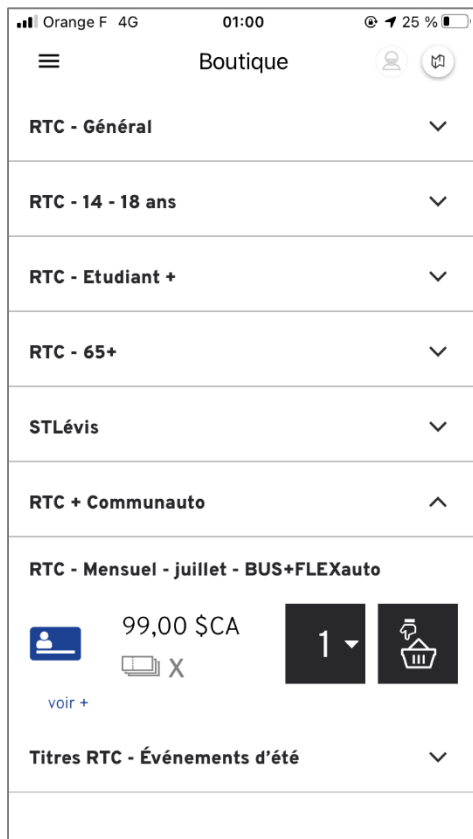 Orange F 4G 01:00 25 %
Boutique
RTC - Général
RTC - 14 - 18 ans
RTC - Etudiant +
RTC - 65+
STLévis
RTC + Communauto
RTC - Mensuel - juillet - BUS+FLEXauto
99,00 $CA
X
1
voir +
Titres RTC - Événements d'été